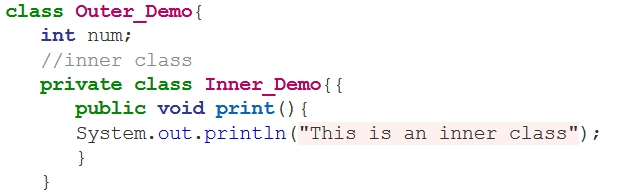 class Outer_Demo{
int num;
//inner class
private class Inner_Demo{{
public void print(){
System.out.println("This is an inner class");
}
}